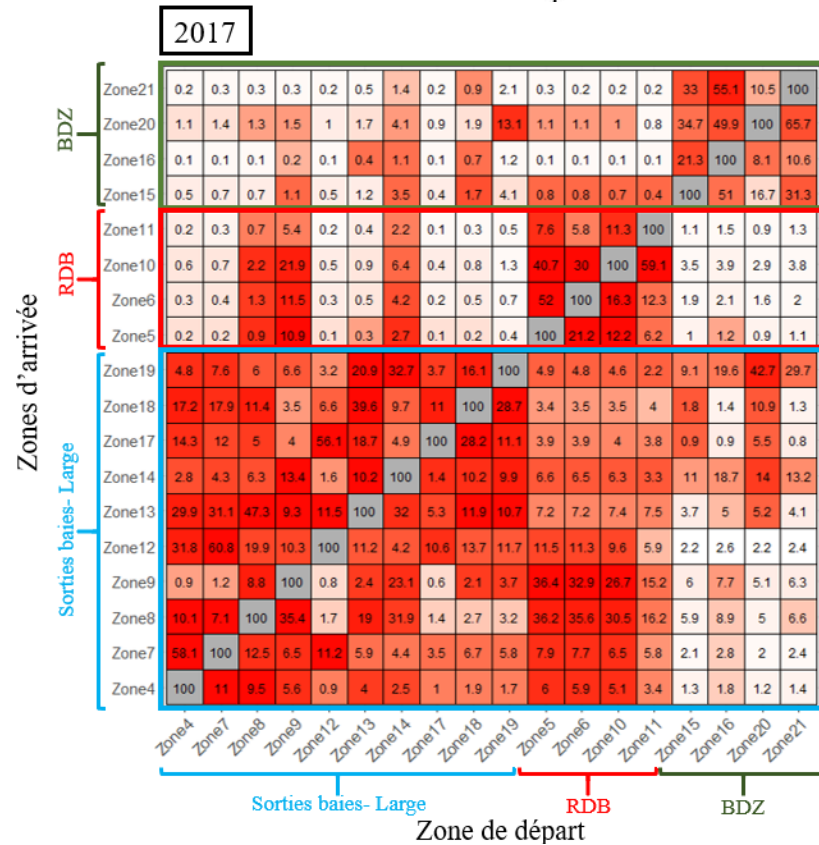 2017
BDZ
Zone21 0.2 0.3 0.3 0.3 0.2 0.5 1.4 0.2 0.9 2.1 0.3 0.2 0.2 0.2 33 55.1 10.5 100
Zone20 1.1 1.4 1.3 1.5 1 1.7 4.1 0.9 1.9 13.1 1.1 1.1 1 0.8 34.7 49.9 100 65.7
Zone16 0.1 0.1 0.1 0.2 0.1 0.4 1.1 0.1 0.7 1.2 0.1 0.1 0.1 0.1 21.3 100 8.1 10.6
Zone15 0.5 0.7 0.7 1.1 0.5 1.2 3.5 0.4 1.7 4.1 0.8 0.8 0.7 0.4 100 51 16.7 31.3
RDB
Zone11 0.2 0.3 0.7 5.4 0.2 0.4 2.2 0.1 0.3 0.5 7.6 5.8 11.3 100 1.1 1.5 0.9 1.3
Zone10 0.6 0.7 2.2 21.9 0.5 0.9 6.4 0.4 0.8 1.3 40.7 30 100 59.1 3.5 3.9 2.9 3.8
Zone6 0.3 0.4 1.3 11.5 0.3 0.5 4.2 0.2 0.5 0.7 52 100 16.3 12.3 1.9 2.1 1.6 2
Zone5 0.2 0.2 0.9 10.9 0.1 0.3 2.7 0.1 0.2 0.4 100 21.2 12.2 6.2 1 1.2 0.9 1.1
Zones d'arrivée
Sorties baies- Large
Zone19 4.8 7.6 6 6.6 3.2 20.9 32.7 3.7 16.1 100 4.9 4.8 4.6 2.2 9.1 19.6 42.7 29.7
Zone18 17.2 17.9 11.4 3.5 6.6 39.6 9.7 11 100 28.7 3.4 3.5 3.5 4 1.8 1.4 10.9 1.3
Zone17 14.3 12 5 4 56.1 18.7 4.9 100 28.2 11.1 3.9 3.9 4 3.8 0.9 0.9 5.5 0.8
Zone14 2.8 4.3 6.3 13.4 1.6 10.2 100 1.4 10.2 9.9 6.6 6.5 6.3 3.3 11 18.7 14 13.2
Zone13 29.9 31.1 47.3 9.3 11.5 100 32 5.3 11.9 10.7 7.2 7.2 7.4 7.5 3.7 5 5.2 4.1
Zone12 31.8 60.8 19.9 10.3 100 11.2 4.2 10.6 13.7 11.7 11.5 11.3 9.6 5.9 2.2 2.6 2.2 2.4
Zone9 0.9 1.2 8.8 100 0.8 2.4 23.1 0.6 2.1 3.7 36.4 32.9 26.7 15.2 6 7.7 5.1 6.3
Zone8 10.1 7.1 100 35.4 1.7 19 31.9 1.4 2.7 3.2 36.2 35.6 30.5 16.2 5.9 8.9 5 6.6
Zone7 58.1 100 12.5 6.5 11.2 5.9 4.4 3.5 6.7 5.8 7.9 7.7 6.5 5.8 2.1 2.8 2 2.4
Zone4 100 11 9.5 5.6 0.9 4 2.5 1 1.9 1.7 6 5.9 5.1 3.4 1.3 1.8 1.2 1.4
Zone4 Zone7 Zone8 Zone9 Zone12 Zone13 Zone14 Zone17 Zone18 Zone19 Zone5 Zone6 Zone10 Zone11 Zone15 Zone16 Zone20 Zone21
Sorties baies- Large RDB BDZ
Zone de départ